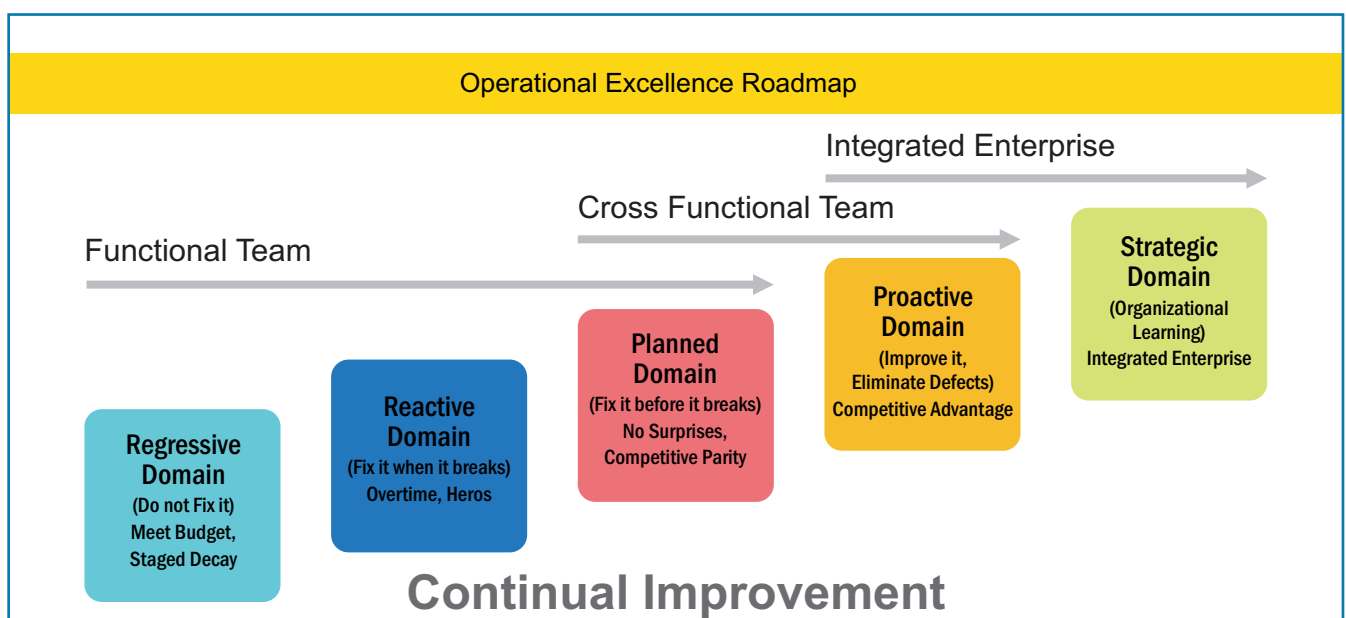 Operational Excellence Roadmap
Integrated Enterprise
Cross Functional Team
Functional Team
Regressive
Domain
(Do not Fix it)
Meet Budget,
Staged Decay
Reactive
Domain
(Fix it when it breaks)
Overtime, Heros
Planned
Domain
(Fix it before it breaks)
No Surprises,
Competitive Parity
Proactive
Domain
(Improve it,
Eliminate Defects)
Competitive Advantage
Strategic
Domain
(Organizational
Learning)
Integrated Enterprise
Continual Improvement